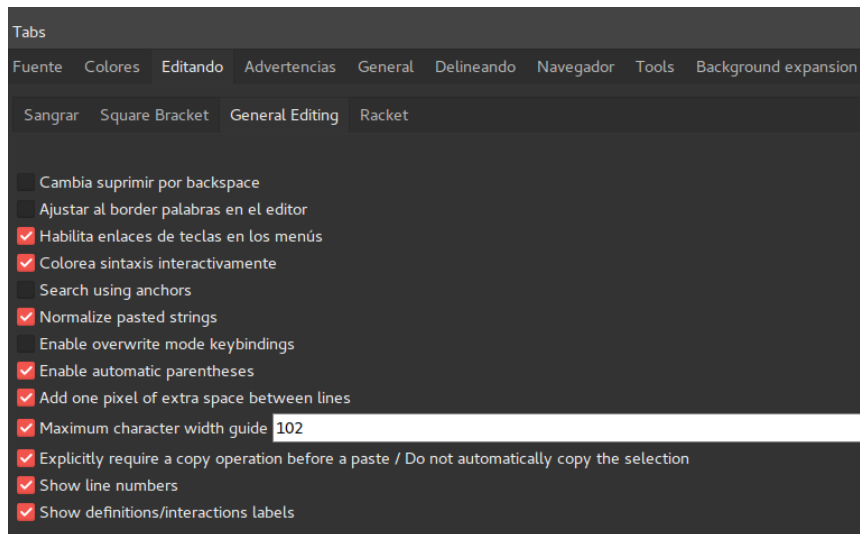 Tabs
Fuente Colores Editando Advertencias General Delineando Navegador Tools Background expansion
Sangrar Square Bracket General Editing Racket
Cambia suprimir por backspace
Ajustar al border palabras en el editor
Habilita enlaces de teclas en los menús
Colorea sintaxis interactivamente
Search using anchors
Normalize pasted strings
Enable overwrite mode keybindings
Enable automatic parentheses
Add one pixel of extra space between lines
Maximum character width guide 102
Explicitly require a copy operation before a paste / Do not automatically copy the selection
Show line numbers
Show definitions/interactions labels